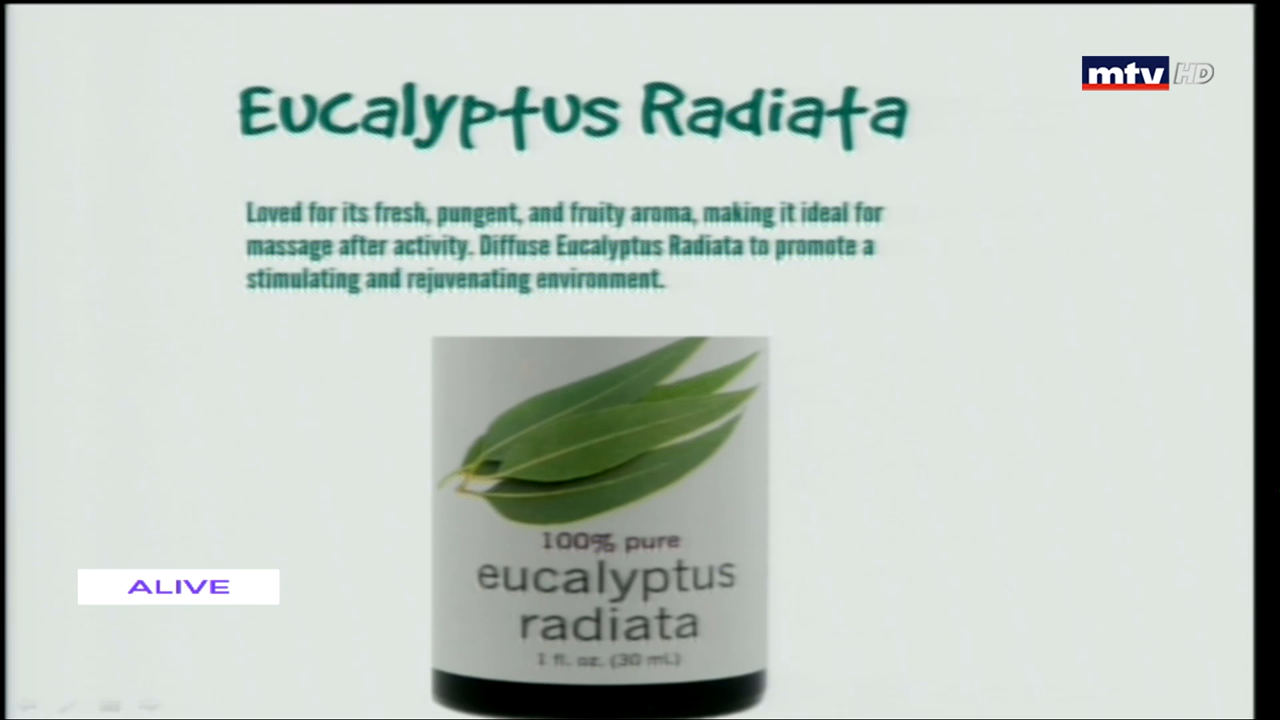 mtv HD
Eucalyptus Radiata
Loved for its fresh, pungent, and fruity aroma, making it ideal for
massage after activity. Diffuse Eucalyptus Radiata to promote a
stimulating and rejuvenating environment.
100% pure
eucalyptus
radiata
1 fl. oz. (30 mL)
ALIVE